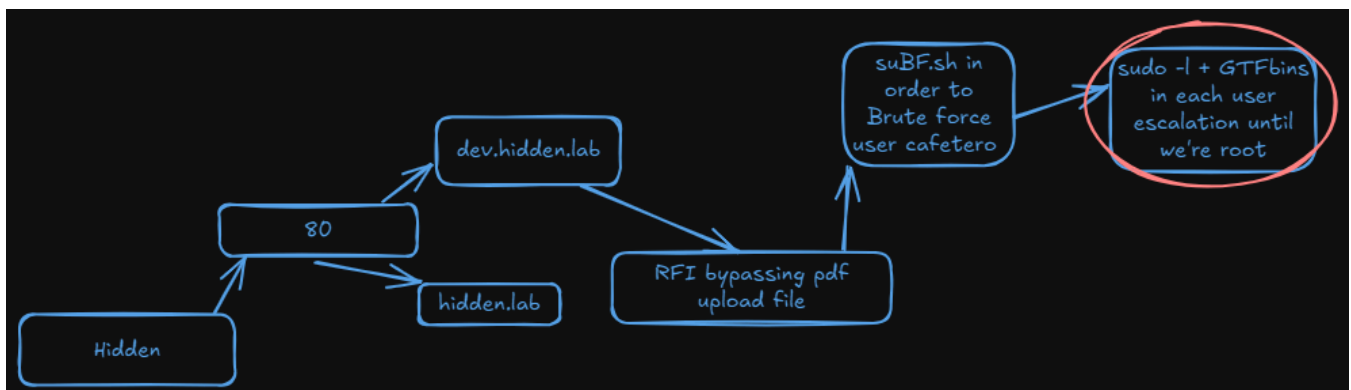 Hidden
80
dev.hidden.lab
hidden.lab
RFI bypassing pdf
upload file
suBF.sh in
order to
Brute force
user cafetero
sudo -l + GTFbins
in each user
escalation until
we're root